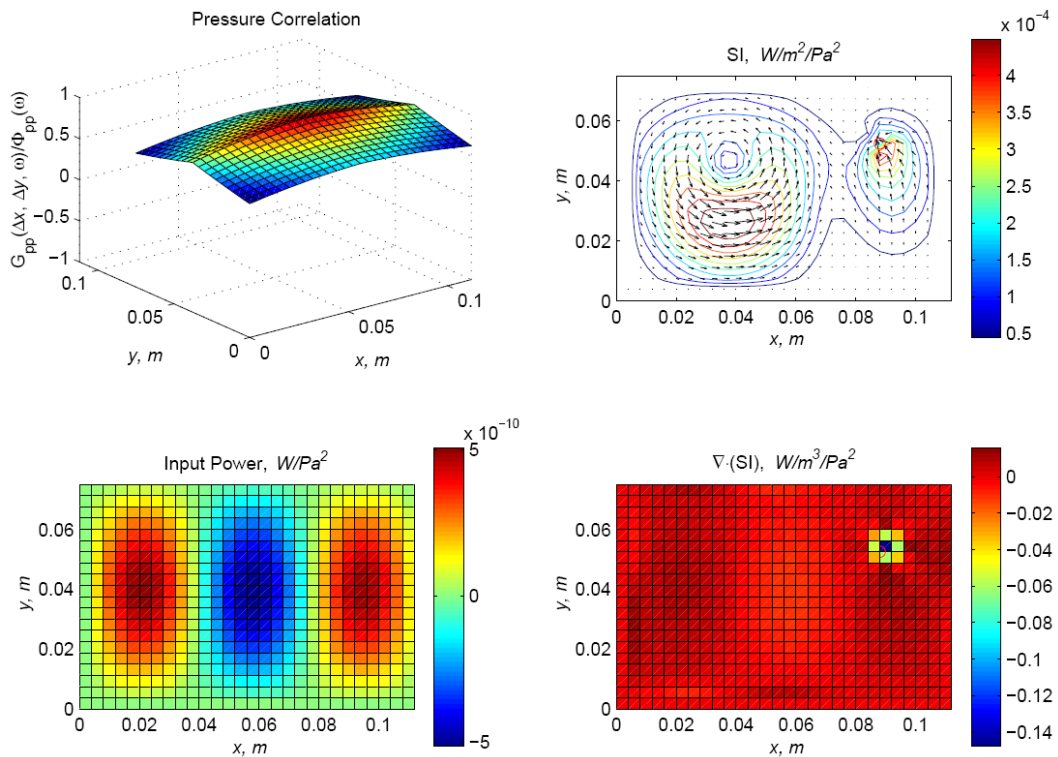 Pressure Correlation
G_pp(Δx, Δy, ω)/Φ_pp(ω)
1
0.5
0
−0.5
−1
0.1
0.05
0
y, m
0
0.05
0.1
x, m
SI, W/m²/Pa²
y, m
0.06
0.04
0.02
0
0 0.02 0.04 0.06 0.08 0.1
x, m
x 10⁻⁴
4
3.5
3
2.5
2
1.5
1
0.5
Input Power, W/Pa²
y, m
0.06
0.04
0.02
0
0 0.02 0.04 0.06 0.08 0.1
x, m
x 10⁻¹⁰
5
0
−5
∇·(SI), W/m³/Pa²
y, m
0.06
0.04
0.02
0
0 0.02 0.04 0.06 0.08 0.1
x, m
0
−0.02
−0.04
−0.06
−0.08
−0.1
−0.12
−0.14